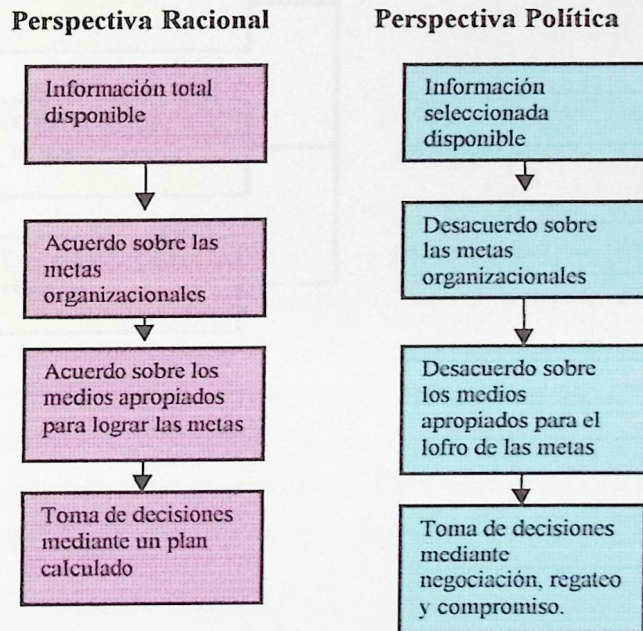 Perspectiva Racional
Información total
disponible
Acuerdo sobre las
metas
organizacionales
Acuerdo sobre los
medios apropiados
para lograr las metas
Toma de decisiones
mediante un plan
calculado
Perspectiva Política
Información
seleccionada
disponible
Desacuerdo sobre
las metas
organizacionales
Desacuerdo sobre
los medios
apropiados para el
lofro de las metas
Toma de decisiones
mediante
negociación, regateo
y compromiso.